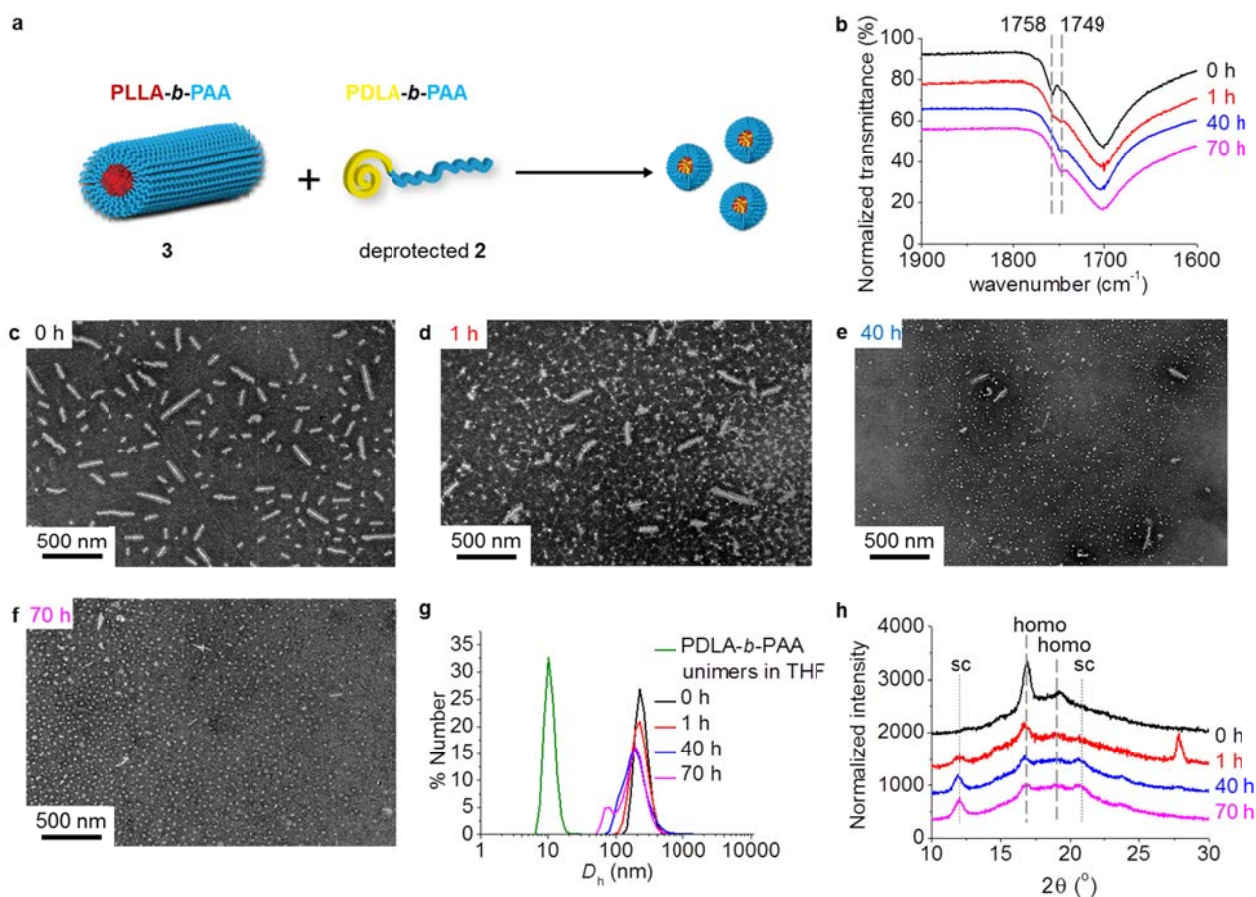 a
PLLA-b-PAA
PDLA-b-PAA
+
3
deprotected 2
b
1758 1749
Normalized transmittance (%)
100
80
60
40
20
0
0 h
1 h
40 h
70 h
1900 1800 1700 1600
wavenumber (cm⁻¹)
c 0 h
500 nm
d 1 h
500 nm
e 40 h
500 nm
f 70 h
500 nm
g
% Number
35
30
25
20
15
10
5
0
PDLA-b-PAA
unimers in THF
0 h
1 h
40 h
70 h
1 10 100 1000 10000
Dh (nm)
h
Normalized intensity
4000
3000
2000
1000
0
homo
homo
sc
sc
0 h
1 h
40 h
70 h
10 15 20 25 30
2θ (°)